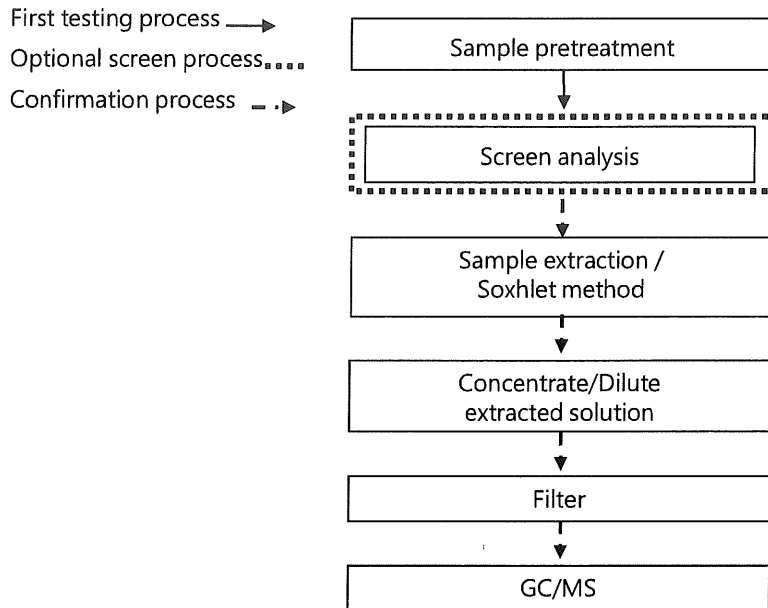 First testing process
Optional screen process
Confirmation process
Sample pretreatment
Screen analysis
Sample extraction /
Soxhlet method
Concentrate/Dilute
extracted solution
Filter
GC/MS